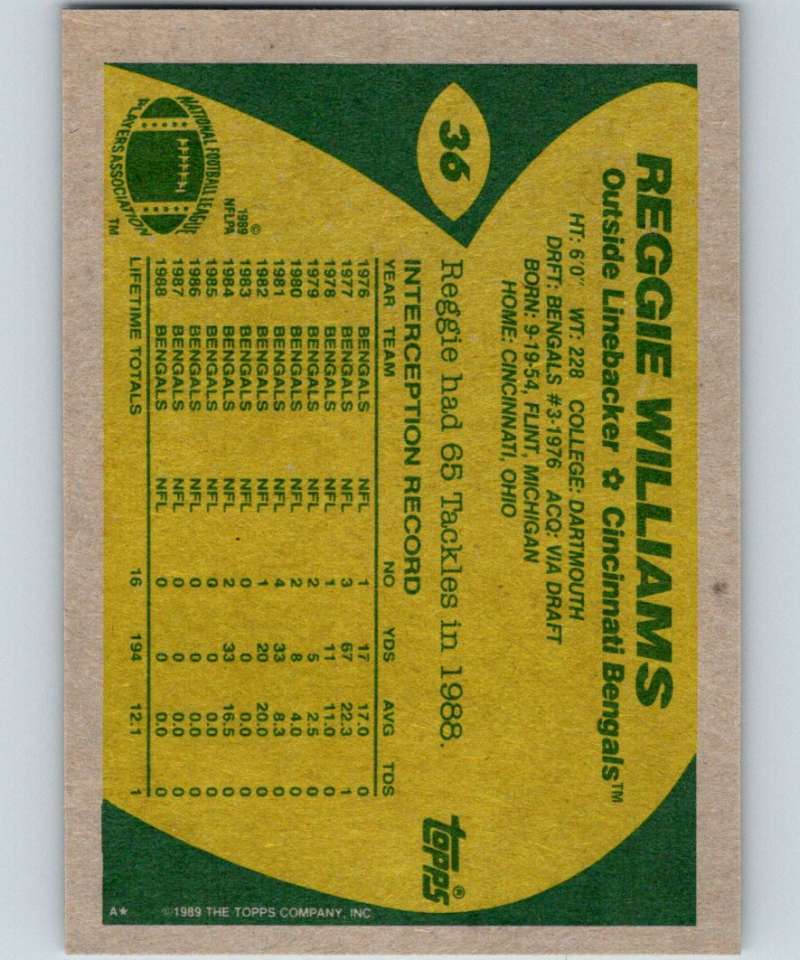 36
REGGIE WILLIAMS
Outside Linebacker ✩ Cincinnati Bengals™
HT: 6'0" WT: 228 COLLEGE: DARTMOUTH
DRFT: BENGALS #3-1976 ACQ: VIA DRAFT
BORN: 9-19-54, FLINT, MICHIGAN
HOME: CINCINNATI, OHIO
Reggie had 65 Tackles in 1988.
topps®
INTERCEPTION RECORD
YEAR TEAM NO YDS AVG TDS
1976 BENGALS NFL 1 17 17.0 0
1977 BENGALS NFL 3 67 22.3 1
1978 BENGALS NFL 1 11 11.0 0
1979 BENGALS NFL 2 5 2.5 0
1980 BENGALS NFL 2 8 4.0 0
1981 BENGALS NFL 4 33 8.3 0
1982 BENGALS NFL 1 20 20.0 0
1983 BENGALS NFL 0 0 0.0 0
1984 BENGALS NFL 2 33 16.5 0
1985 BENGALS NFL 0 0 0.0 0
1986 BENGALS NFL 0 0 0.0 0
1987 BENGALS NFL 0 0 0.0 0
1988 BENGALS NFL 0 0 0.0 0
LIFETIME TOTALS 16 194 12.1 1
©
1989
NFLPA
NATIONAL FOOTBALL LEAGUE
PLAYERS ASSOCIATION
TM
A★ ©1989 THE TOPPS COMPANY, INC